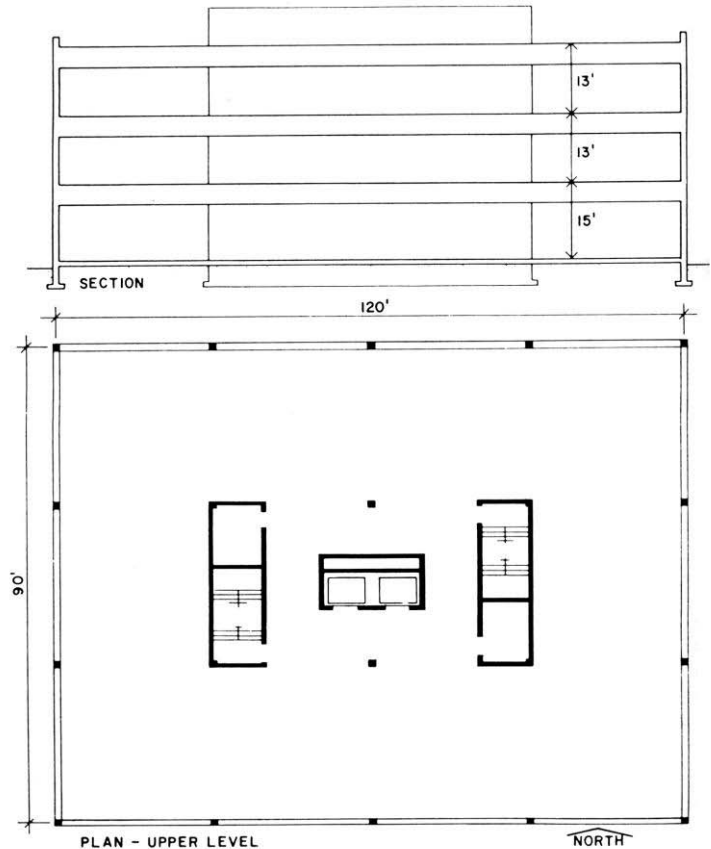 13'
13'
15'
SECTION
120'
90'
PLAN - UPPER LEVEL
NORTH